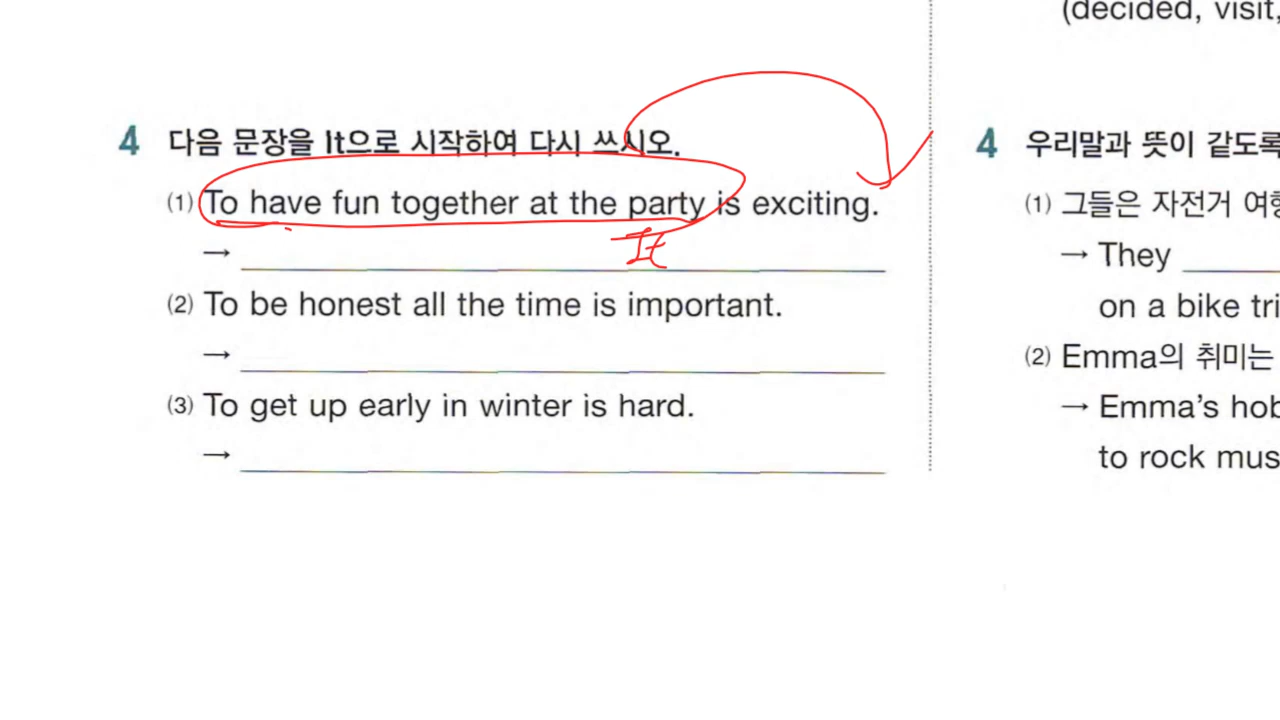 4 다음 문장을 It으로 시작하여 다시 쓰시오.
(1) To have fun together at the party is exciting.
It
→
(2) To be honest all the time is important.
→
(3) To get up early in winter is hard.
→
(decided, visit,
4 우리말과 뜻이 같도록
(1) 그들은 자전거
→ They
on a bike
(2) Emma의 취미는
→ Emma's
to rock